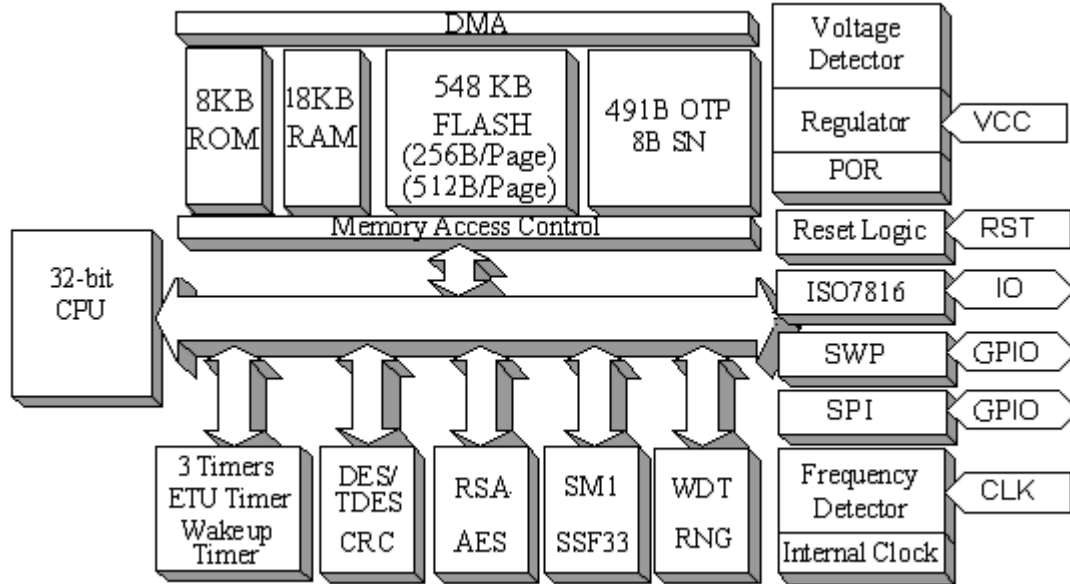 DMA
8KB
ROM
18KB
RAM
548 KB
FLASH
(256B/Page)
(512B/Page)
491B OTP
8B SN
Memory Access Control
Voltage
Detector
Regulator
POR
VCC
Reset Logic
RST
32-bit
CPU
ISO7816
IO
SWP
GPIO
SPI
GPIO
3 Timers
ETU Timer
Wakeup
Timer
DES/
TDES
CRC
RSA
AES
SM1
SSF33
WDT
RNG
Frequency
Detector
Internal Clock
CLK